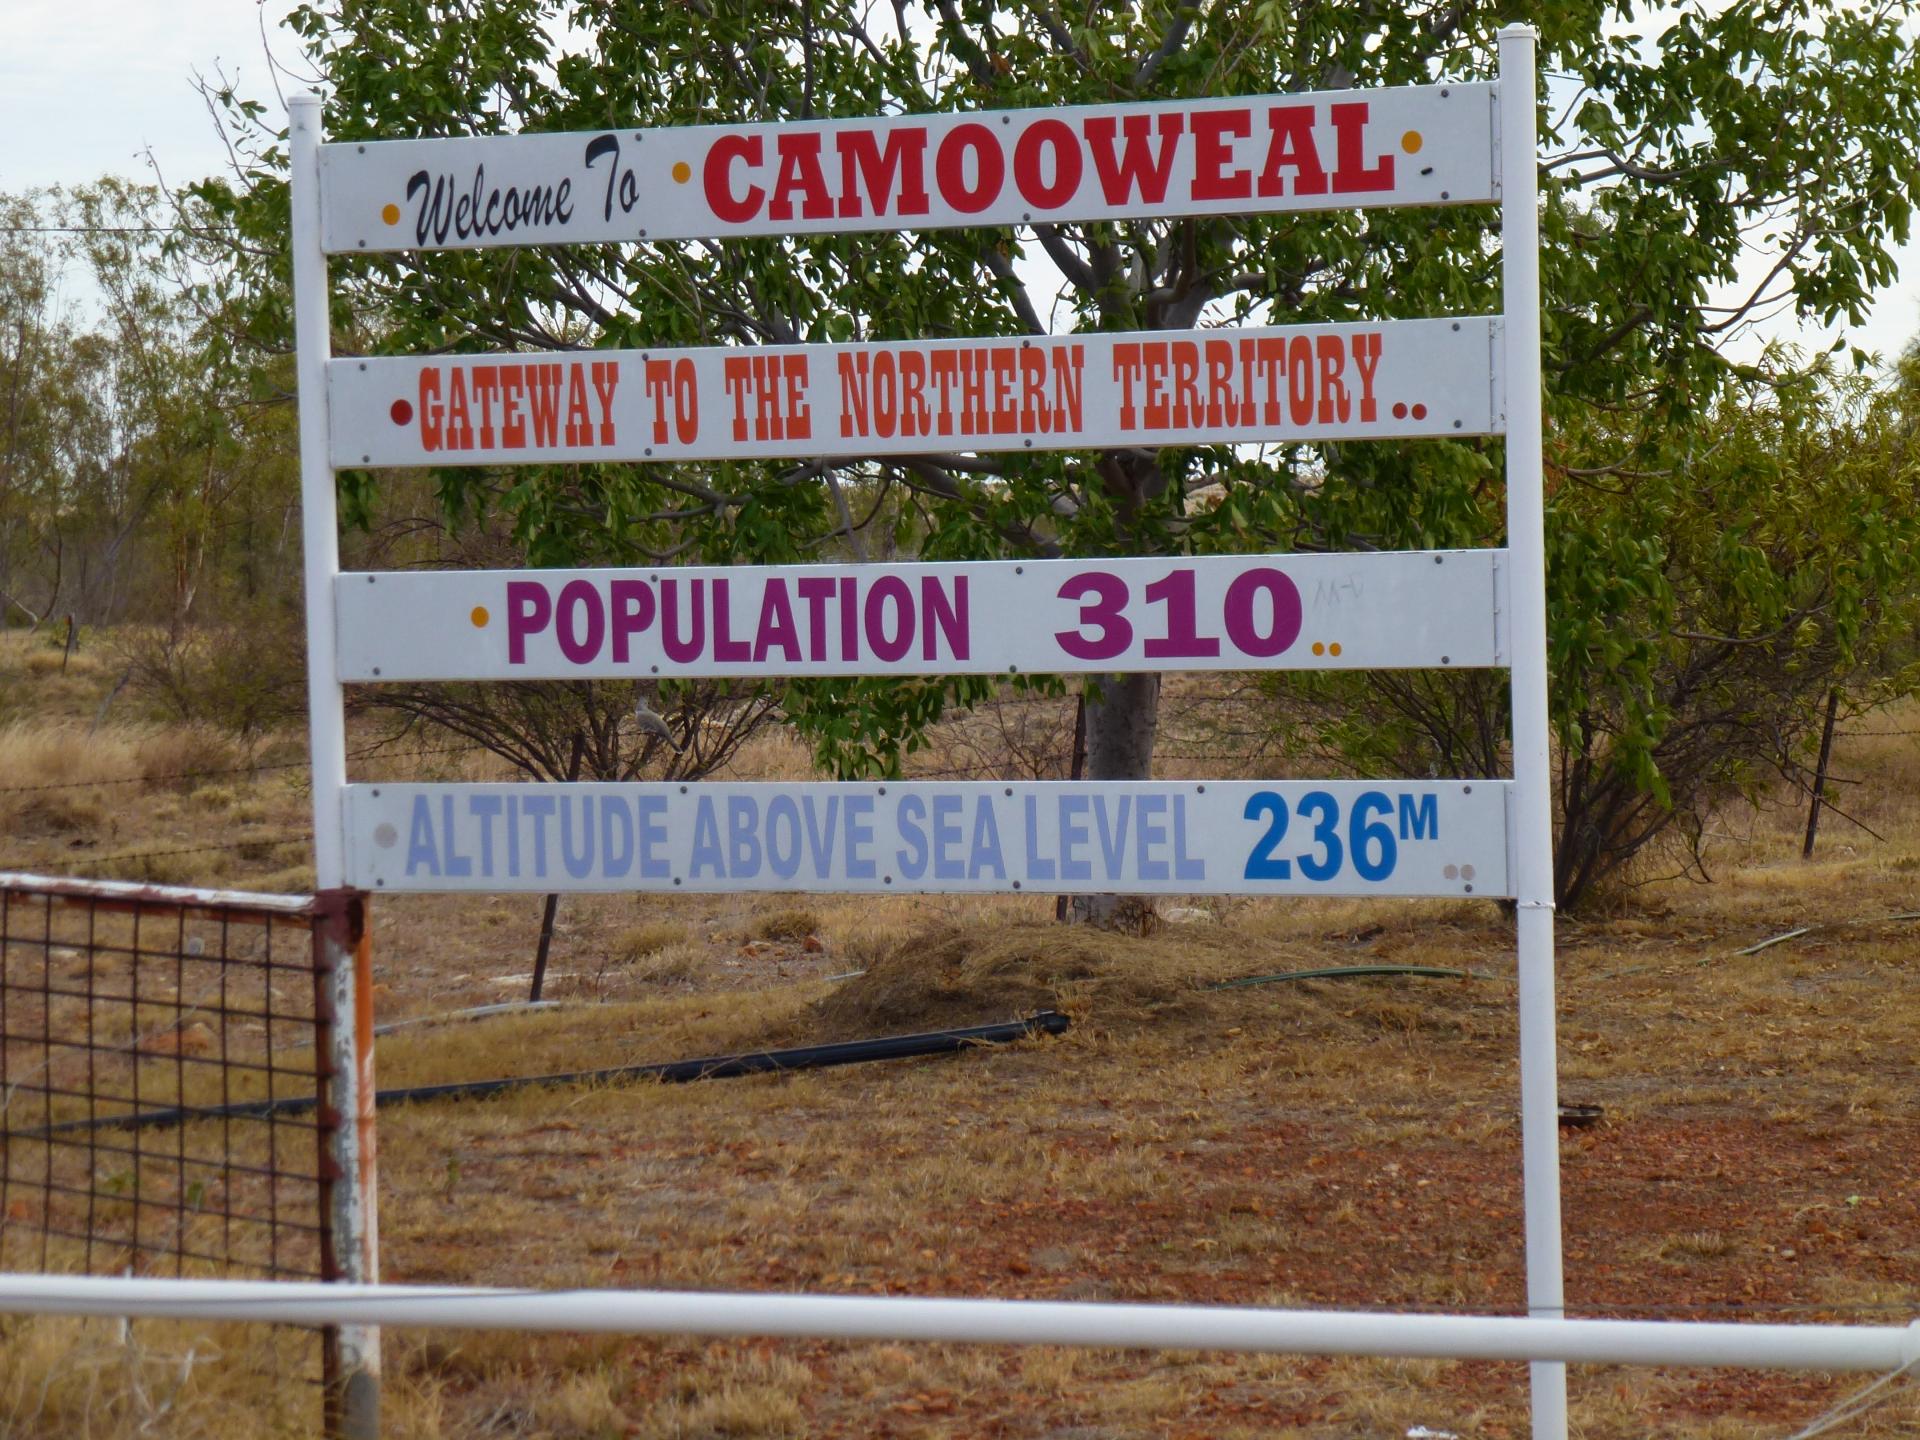 Welcome To CAMOOWEAL
GATEWAY TO THE NORTHERN TERRITORY..
POPULATION 310..
ALTITUDE ABOVE SEA LEVEL 236M